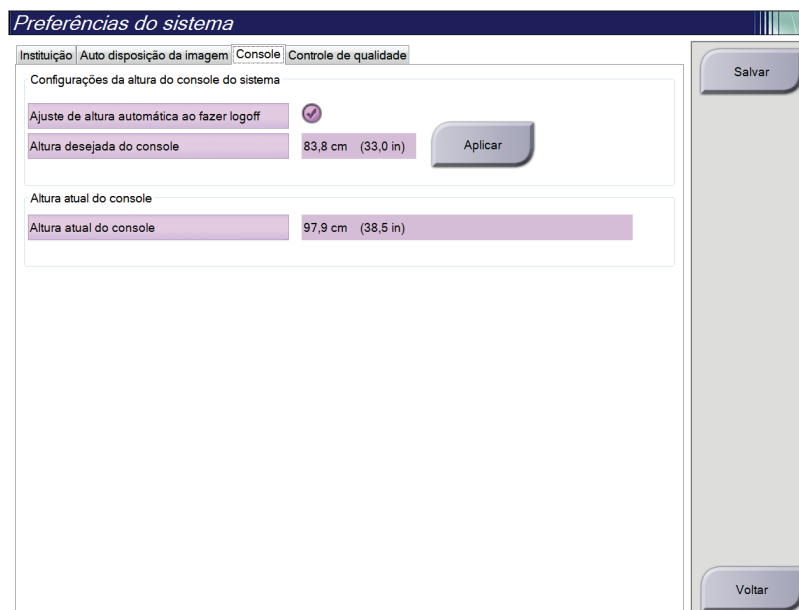 Preferências do sistema
Instituição Auto disposição da imagem Console Controle de qualidade
Salvar
Configurações da altura do console do sistema
Ajuste de altura automática ao fazer logoff
Altura desejada do console 83,8 cm (33,0 in) Aplicar
Altura atual do console
Altura atual do console 97,9 cm (38,5 in)
Voltar